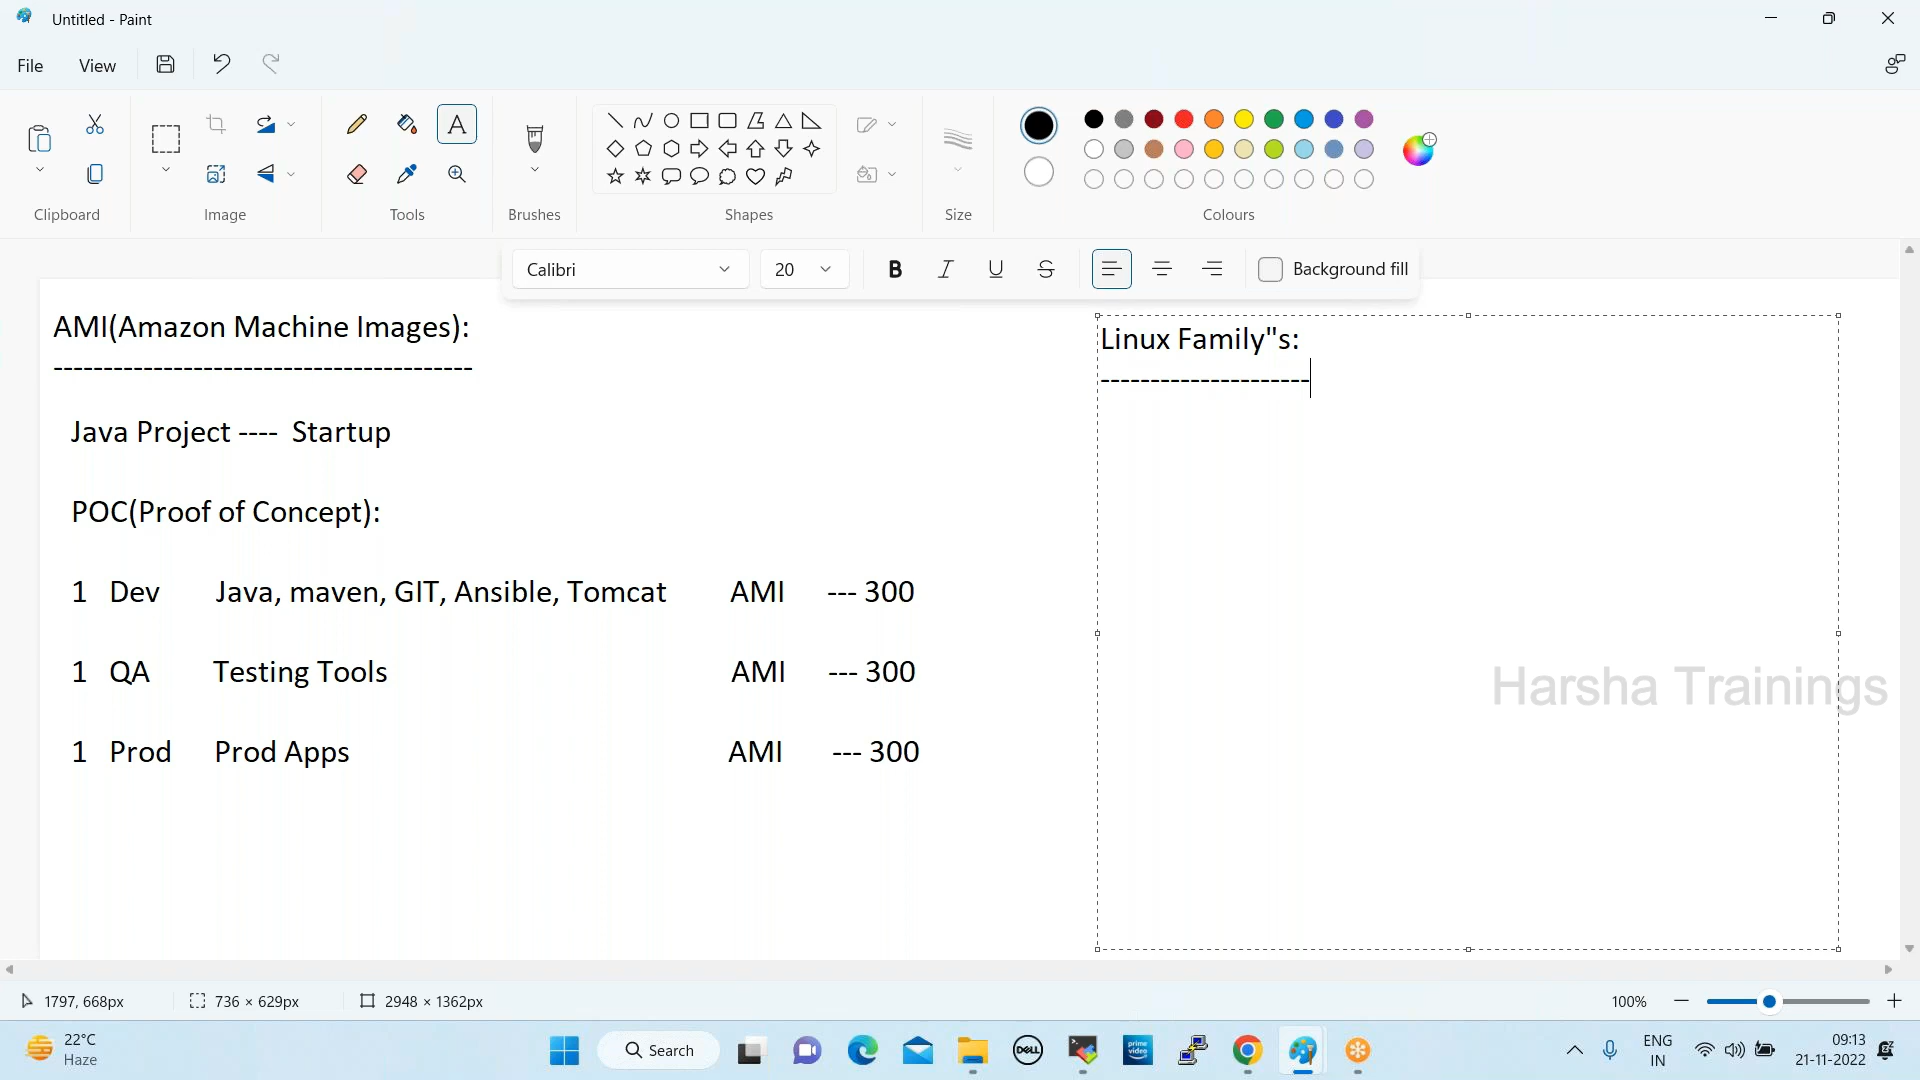 Untitled - Paint
File View
Clipboard Image Tools Brushes Shapes Size Colours
Calibri 20 B I U S Background fill
AMI(Amazon Machine Images):
------------------------------------------
Java Project ---- Startup
POC(Proof of Concept):
1 Dev Java, maven, GIT, Ansible, Tomcat AMI --- 300
1 QA Testing Tools AMI --- 300
1 Prod Prod Apps AMI --- 300
Linux Family"s:
---------------------
Harsha Trainings
1797, 668px 736 × 629px 2948 × 1362px 100%
22°C
Haze
Search
DELL
prime video
ENG
IN
09:13
21-11-2022